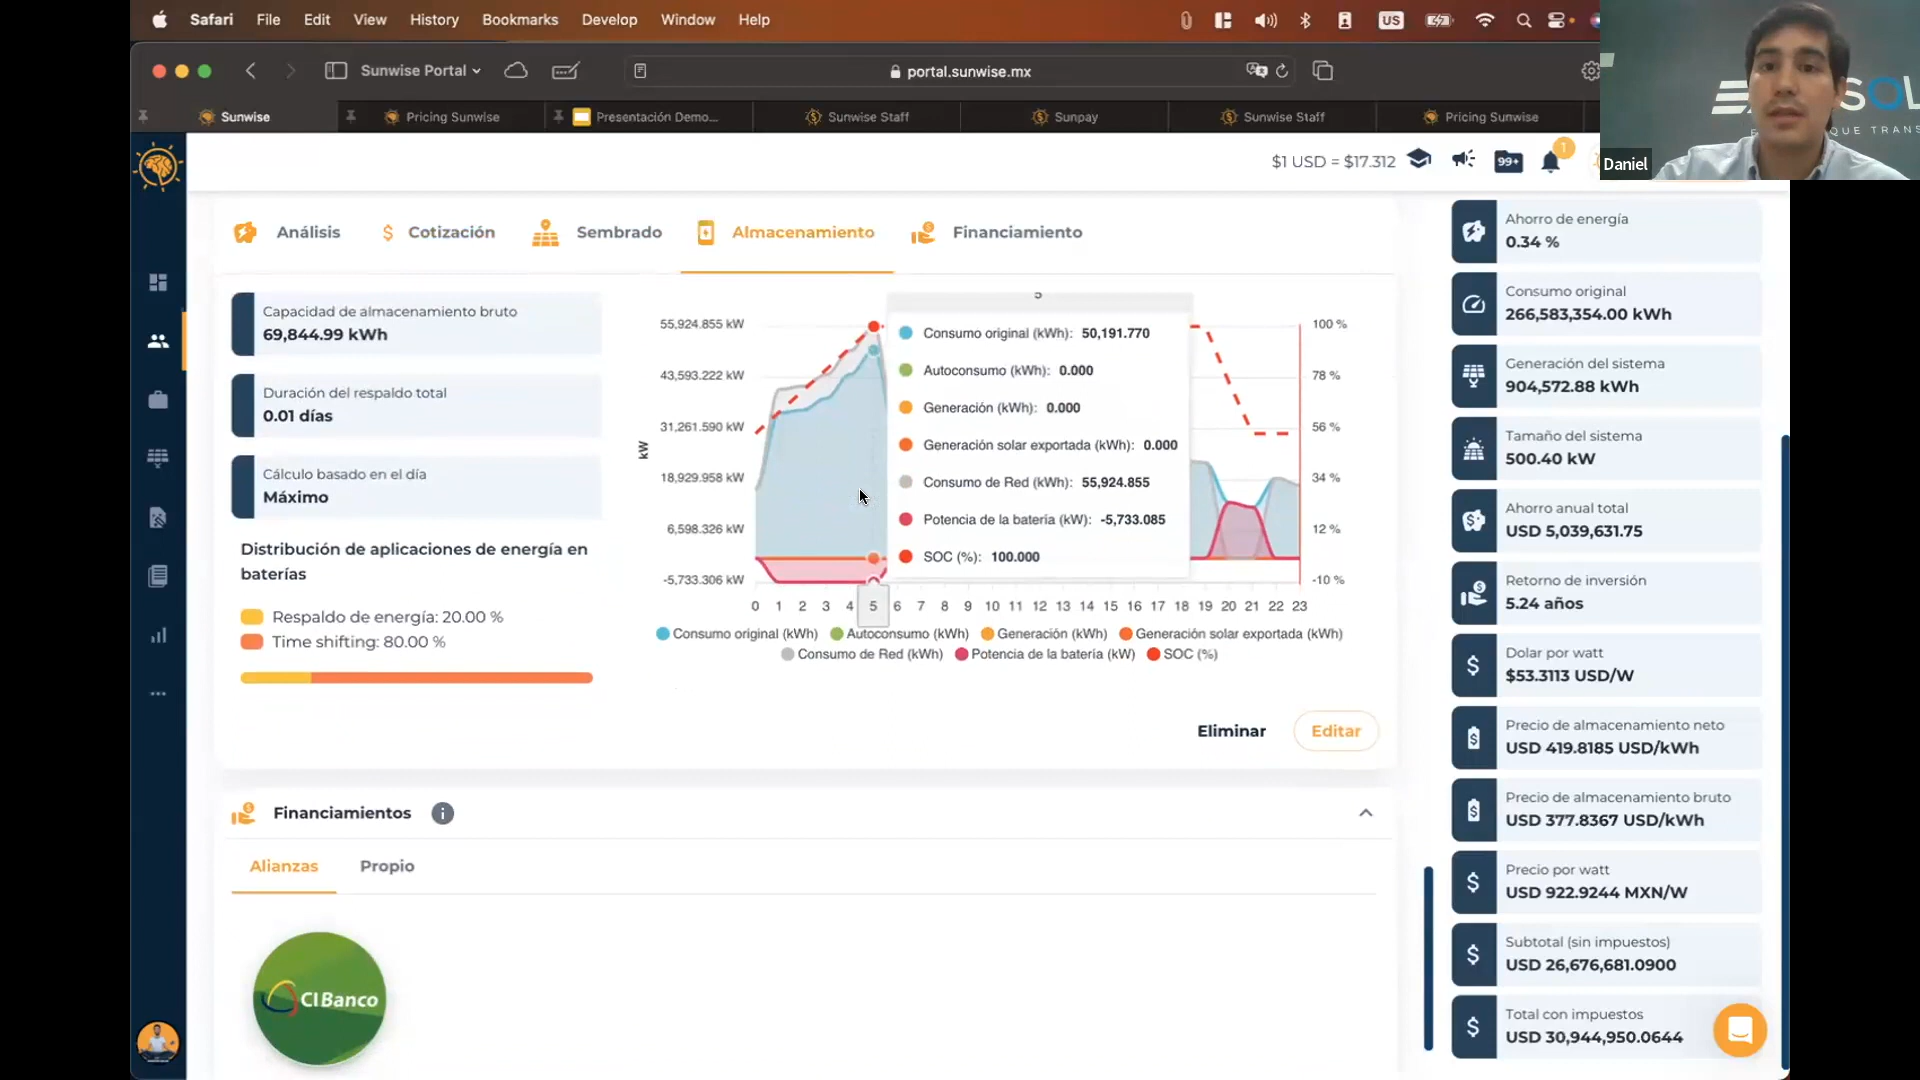 Safari File Edit View History Bookmarks Develop Window Help
US
Sunwise Portal
portal.sunwise.mx
Sunwise
Pricing Sunwise
Presentación Demo...
Sunwise Staff
Sunpay
Sunwise Staff
Pricing Sunwise
Daniel
QUE TRANS
$1 USD = $17.312
99+
1
Análisis
Cotización
Sembrado
Almacenamiento
Financiamiento
Capacidad de almacenamiento bruto
69,844.99 kWh
Duración del respaldo total
0.01 días
Cálculo basado en el día
Máximo
Distribución de aplicaciones de energía en
baterías
Respaldo de energía: 20.00 %
Time shifting: 80.00 %
55,924.855 kW
43,593.222 kW
31,261.590 kW
18,929.958 kW
6,598.326 kW
-5,733.306 kW
kW
5
Consumo original (kWh): 50,191.770
Autoconsumo (kWh): 0.000
Generación (kWh): 0.000
Generación solar exportada (kWh): 0.000
Consumo de Red (kWh): 55,924.855
Potencia de la batería (kW): -5,733.085
SOC (%): 100.000
100 %
78 %
56 %
34 %
12 %
-10 %
0 1 2 3 4 5 6 7 8 9 10 11 12 13 14 15 16 17 18 19 20 21 22 23
Consumo original (kWh) Autoconsumo (kWh) Generación (kWh) Generación solar exportada (kWh)
Consumo de Red (kWh) Potencia de la batería (kW) SOC (%)
Eliminar
Editar
Financiamientos
Alianzas
Propio
CIBanco
Ahorro de energía
0.34 %
Consumo original
266,583,354.00 kWh
Generación del sistema
904,572.88 kWh
Tamaño del sistema
500.40 kW
Ahorro anual total
USD 5,039,631.75
Retorno de inversión
5.24 años
Dolar por watt
$53.3113 USD/W
Precio de almacenamiento neto
USD 419.8185 USD/kWh
Precio de almacenamiento bruto
USD 377.8367 USD/kWh
Precio por watt
USD 922.9244 MXN/W
Subtotal (sin impuestos)
USD 26,676,681.0900
Total con impuestos
USD 30,944,950.0644